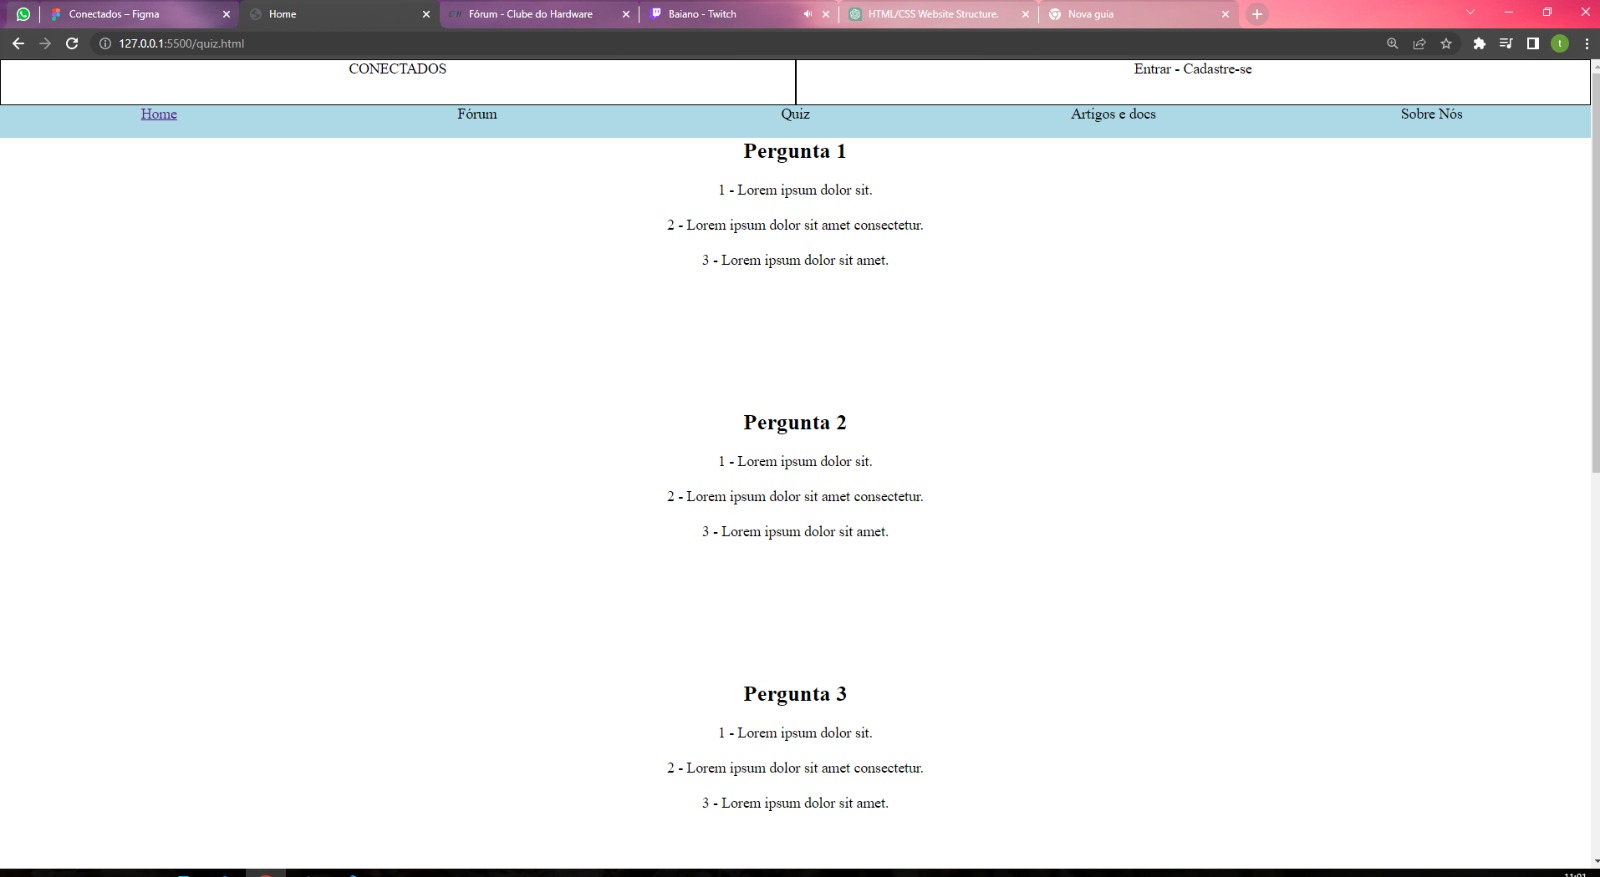 Conectados – Figma
Home
Fórum - Clube do Hardware
Baiano - Twitch
HTML/CSS Website Structure.
Nova guia
127.0.0.1:5500/quiz.html
t
CONECTADOS
Entrar - Cadastre-se
Home
Fórum
Quiz
Artigos e docs
Sobre Nós
Pergunta 1
1 - Lorem ipsum dolor sit.
2 - Lorem ipsum dolor sit amet consectetur.
3 - Lorem ipsum dolor sit amet.
Pergunta 2
1 - Lorem ipsum dolor sit.
2 - Lorem ipsum dolor sit amet consectetur.
3 - Lorem ipsum dolor sit amet.
Pergunta 3
1 - Lorem ipsum dolor sit.
2 - Lorem ipsum dolor sit amet consectetur.
3 - Lorem ipsum dolor sit amet.